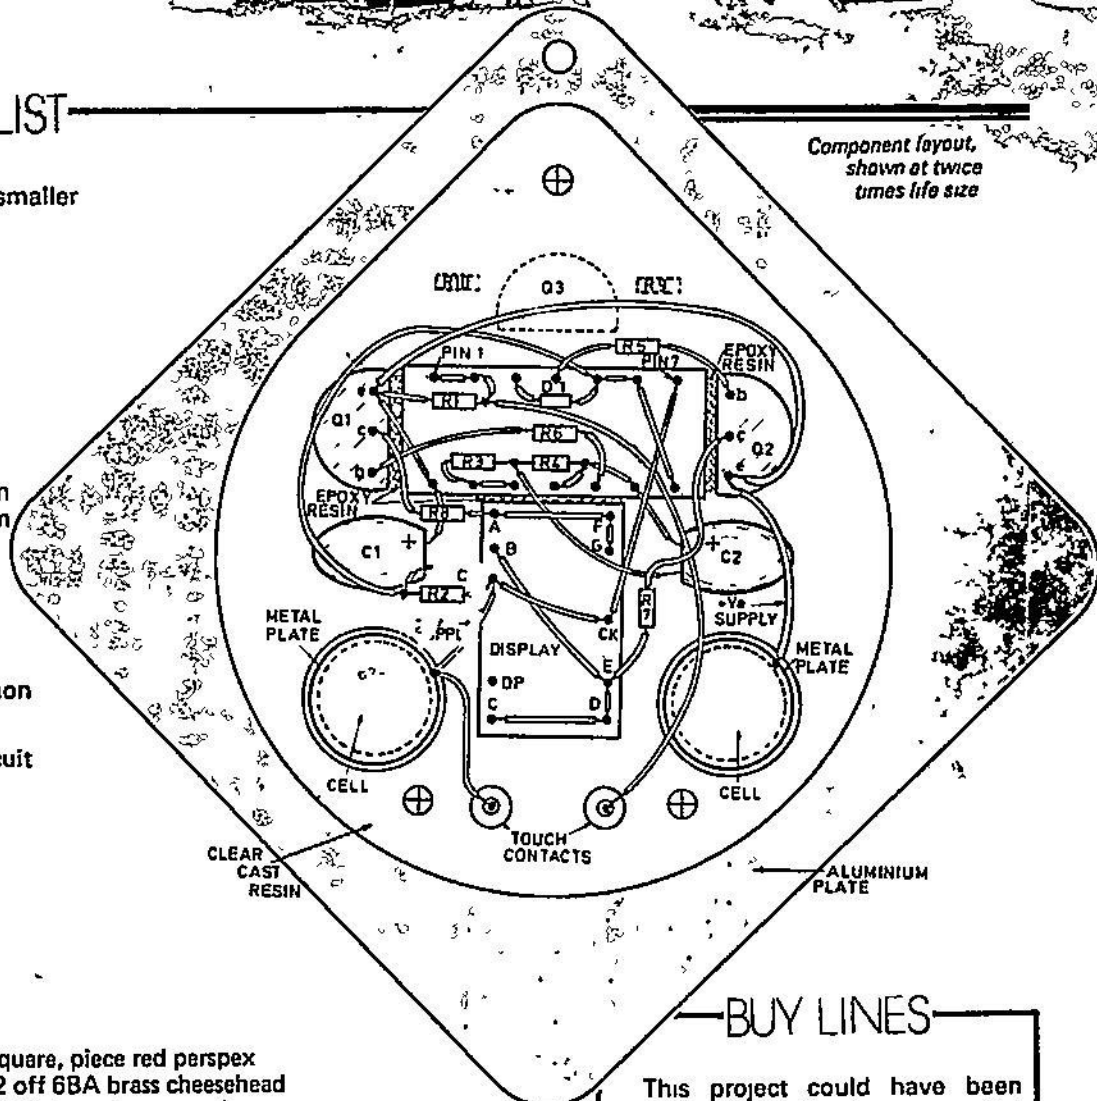 LIST
smaller
Component layout,
shown at twice
times life size
Q3
R5
PIN 1
PIN 7
EPOXY
RESIN
R1
D1
e
b
Q1
c
R6
c
Q2
b
R3
R4
e
EPOXY
RESIN
R8
A
F
C1
+
B
G
+
C2
R2
C
R7
+Ve
SUPPLY
METAL
PLATE
CK
DISPLAY
METAL
PLATE
E
DP
C
D
CELL
CELL
TOUCH
CONTACTS
CLEAR
CAST
RESIN
ALUMINIUM
PLATE
BUY LINES
quare, piece red perspex
2 off 6BA brass cheesehead
This project could have been